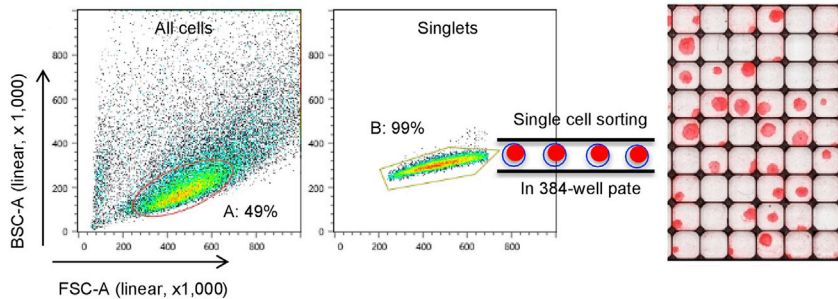 All cells
Singlets
800
600
400
200
0
0
200
400
600
800
A: 49%
BSC-A (linear, x 1,000)
FSC-A (linear, x1,000)
800
600
400
200
0
0
200
400
600
800
B: 99%
Single cell sorting
In 384-well pate